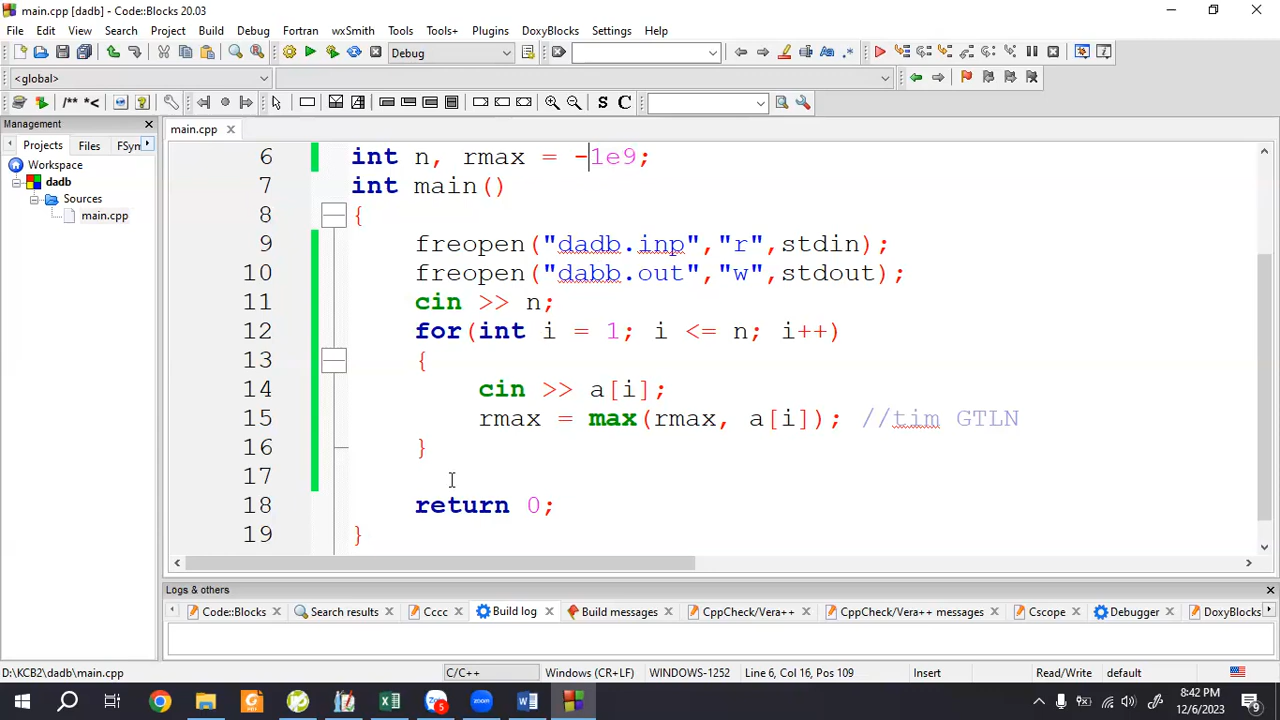 main.cpp [dadb] - Code::Blocks 20.03
File Edit View Search Project Build Debug Fortran wxSmith Tools Tools+ Plugins DoxyBlocks Settings Help
Debug
<global>
/** *< S C
Management
Projects Files FSyn
Workspace
dadb
Sources
main.cpp
main.cpp
6 int n, rmax = -1e9;
7 int main()
8 {
9 freopen("dadb.inp","r",stdin);
10 freopen("dabb.out","w",stdout);
11 cin >> n;
12 for(int i = 1; i <= n; i++)
13 {
14 cin >> a[i];
15 rmax = max(rmax, a[i]); //tim GTLN
16 }
17
18 return 0;
19 }
Logs & others
Code::Blocks Search results Cccc Build log Build messages CppCheck/Vera++ CppCheck/Vera++ messages Cscope Debugger DoxyBlocks
D:\KCB2\dadb\main.cpp C/C++ Windows (CR+LF) WINDOWS-1252 Line 6, Col 16, Pos 109 Insert Read/Write default
5 zoom
8:42 PM
12/6/2023
9